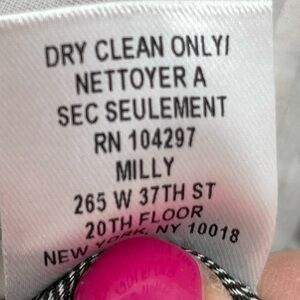 DRY CLEAN ONLY!
NETTOYER A
SEC SEULEMENT
RN 104297
MILLY
265 W 37TH ST
20TH FLOOR
NEW YORK, NY 10018